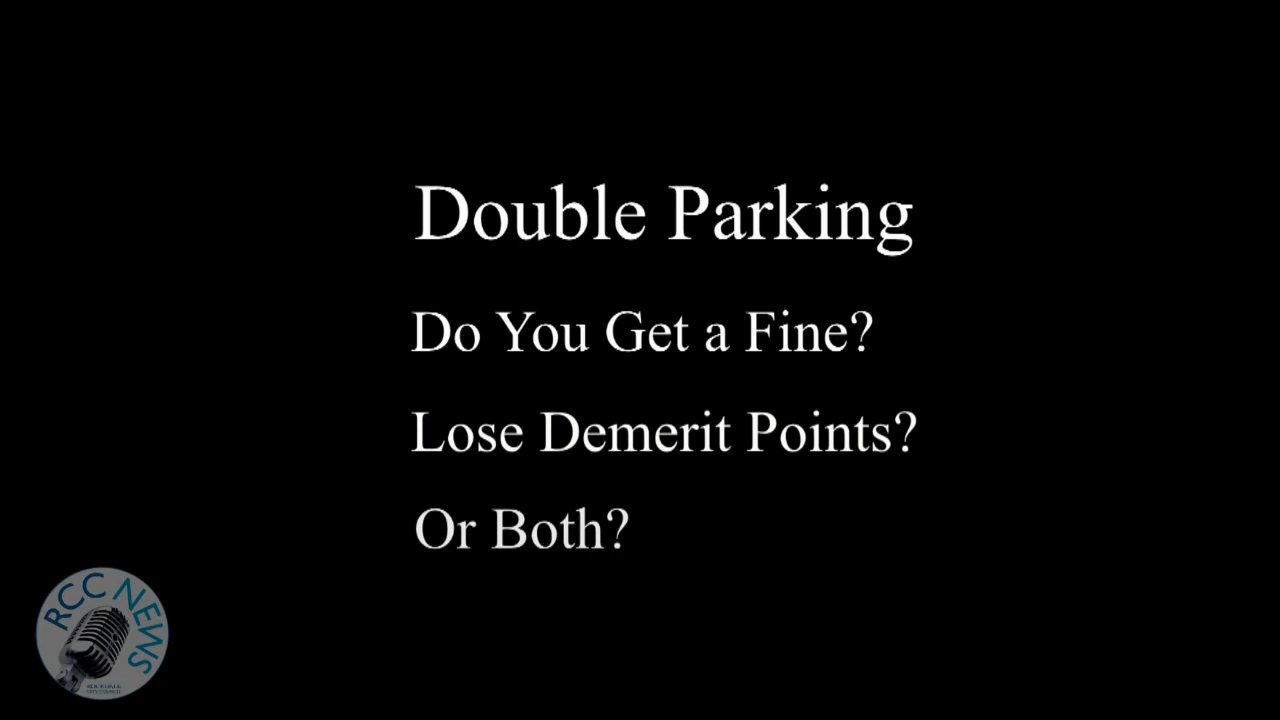 Double Parking
Do You Get a Fine?
Lose Demerit Points?
Or Both?
RCC NEWS